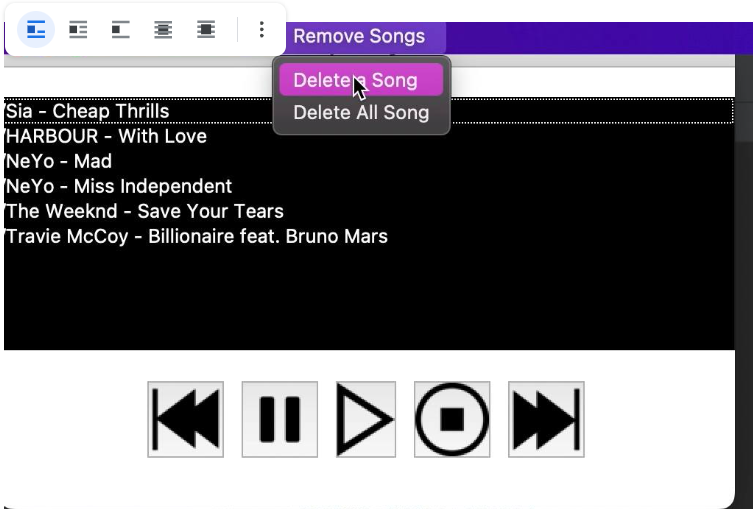 Remove Songs
Delete a Song
Delete All Song
/Sia - Cheap Thrills
/HARBOUR - With Love
/NeYo - Mad
/NeYo - Miss Independent
/The Weeknd - Save Your Tears
/Travie McCoy - Billionaire feat. Bruno Mars